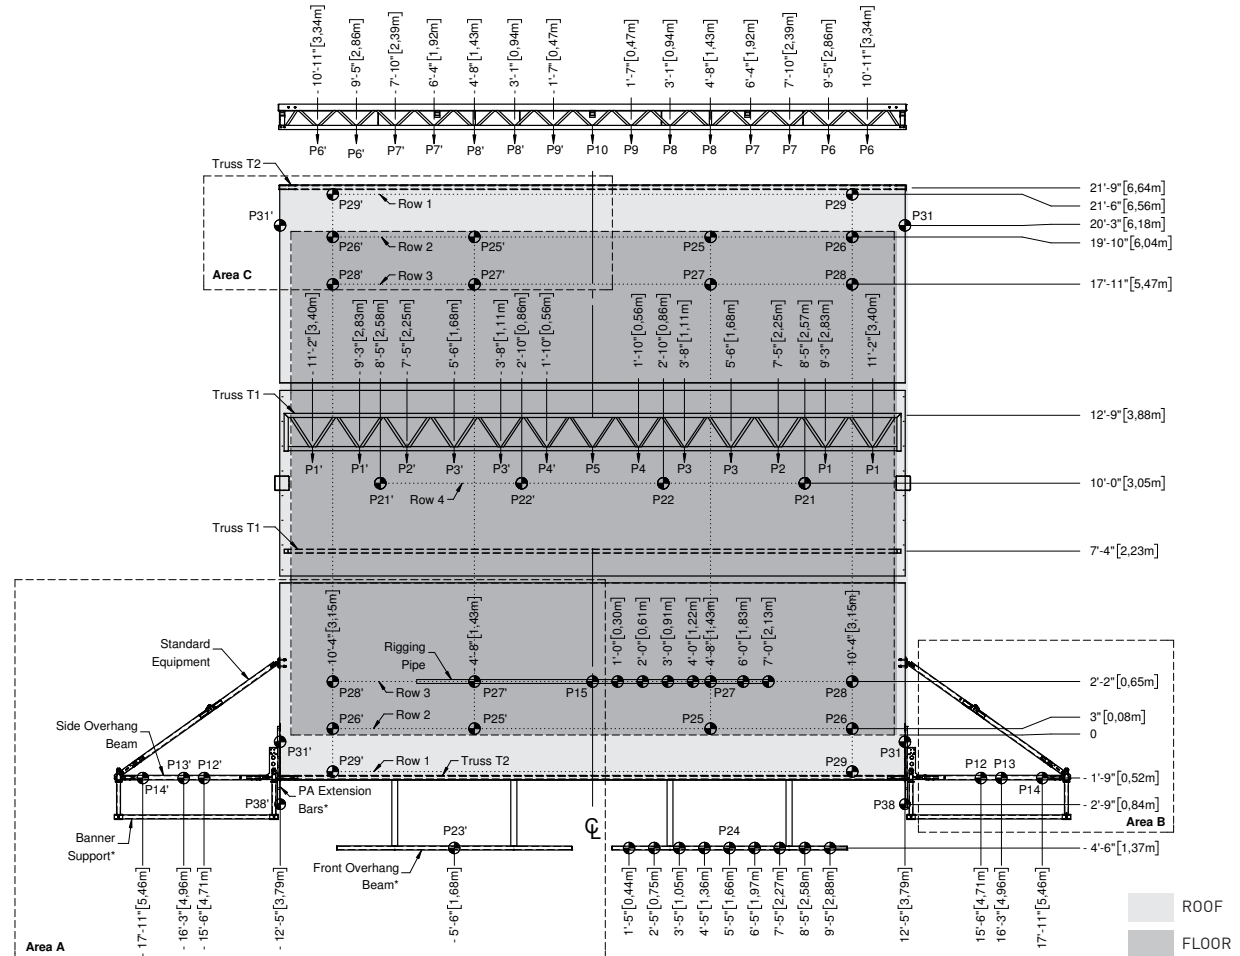 - 10'-11" [3,34m]
- 9'-5" [2,86m]
- 7'-10" [2,39m]
- 6'-4" [1,92m]
- 4'-8" [1,43m]
- 3'-1" [0,94m]
- 1'-7" [0,47m]
1'-7" [0,47m]
3'-1" [0,94m]
4'-8" [1,43m]
6'-4" [1,92m]
7'-10" [2,39m]
9'-5" [2,86m]
10'-11" [3,34m]
P6' P6' P7' P7' P8' P8' P9' P10 P9 P8 P8 P7 P7 P6 P6
Truss T2
21'-9" [6,64m]
P29' Row 1 P29
21'-6" [6,56m]
P31' P31
20'-3" [6,18m]
P26' Row 2 P25' P25 P26
19'-10" [6,04m]
Area C
P28' Row 3 P27' P27 P28
17'-11" [5,47m]
- 11'-2" [3,40m]
- 9'-3" [2,83m]
- 8'-5" [2,58m]
- 7'-5" [2,25m]
- 5'-6" [1,68m]
- 3'-8" [1,11m]
- 2'-10" [0,86m]
- 1'-10" [0,56m]
1'-10" [0,56m]
2'-10" [0,86m]
3'-8" [1,11m]
5'-6" [1,68m]
7'-5" [2,25m]
8'-5" [2,57m]
9'-3" [2,83m]
11'-2" [3,40m]
Truss T1
12'-9" [3,88m]
P1' P1' P2' P3' P3' P4' P5 P4 P3 P3 P2 P1 P1
P21' Row 4 P22' P22 P21
10'-0" [3,05m]
Truss T1
7'-4" [2,23m]
- 10'-4" [3,15m]
- 4'-8" [1,43m]
1'-0" [0,30m]
2'-0" [0,61m]
3'-0" [0,91m]
4'-0" [1,22m]
4'-8" [1,43m]
6'-0" [1,83m]
7'-0" [2,13m]
10'-4" [3,15m]
Standard
Equipment
Rigging
Pipe
P28' Row 3 P27' P15 P27 P28
2'-2" [0,65m]
Side Overhang
Beam
P26' Row 2 P25' P25 P26
3" [0,08m]
0
P31' P31
P29' Row 1 Truss T2 P29
P14' P13' P12' P12 P13 P14
- 1'-9" [0,52m]
PA Extension
Bars*
P38' P38
- 2'-9" [0,84m]
Area B
Banner
Support*
P23' ℄ P24
- 4'-6" [1,37m]
Front Overhang
Beam*
- 17'-11" [5,46m]
- 16'-3" [4,96m]
- 15'-6" [4,71m]
- 12'-5" [3,79m]
- 5'-6" [1,68m]
1'-5" [0,44m]
2'-5" [0,75m]
3'-5" [1,05m]
4'-5" [1,36m]
5'-5" [1,66m]
6'-5" [1,97m]
7'-5" [2,27m]
8'-5" [2,58m]
9'-5" [2,88m]
12'-5" [3,79m]
15'-6" [4,71m]
16'-3" [4,96m]
17'-11" [5,46m]
Area A
ROOF
FLOOR